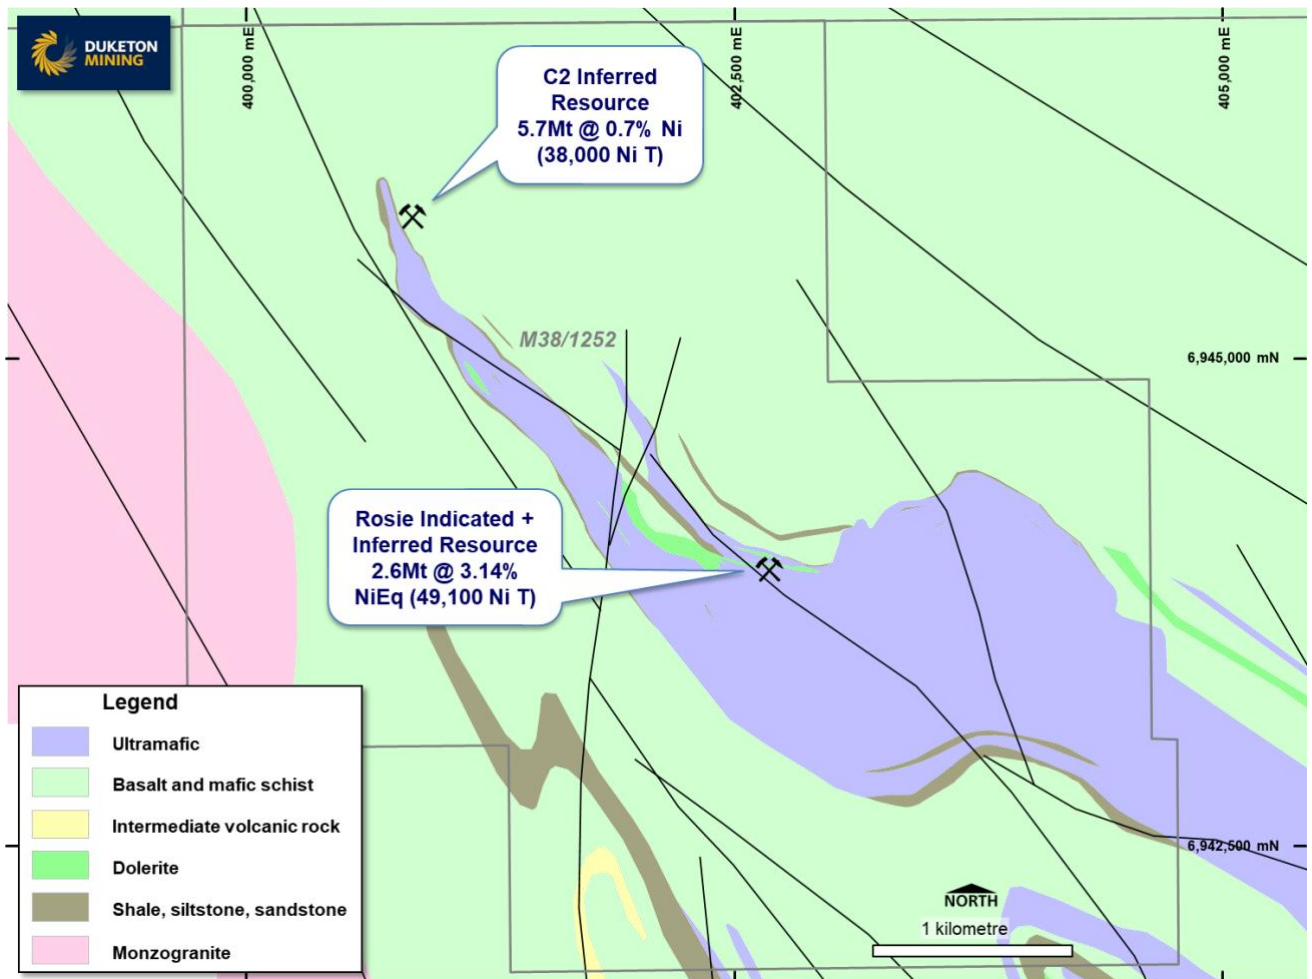 DUKETON
MINING
400,000 mE
402,500 mE
405,000 mE
C2 Inferred
Resource
5.7Mt @ 0.7% Ni
(38,000 Ni T)
M38/1252
6,945,000 mN
Rosie Indicated +
Inferred Resource
2.6Mt @ 3.14%
NiEq (49,100 Ni T)
Legend
Ultramafic
Basalt and mafic schist
Intermediate volcanic rock
Dolerite
Shale, siltstone, sandstone
Monzogranite
6,942,500 mN
NORTH
1 kilometre